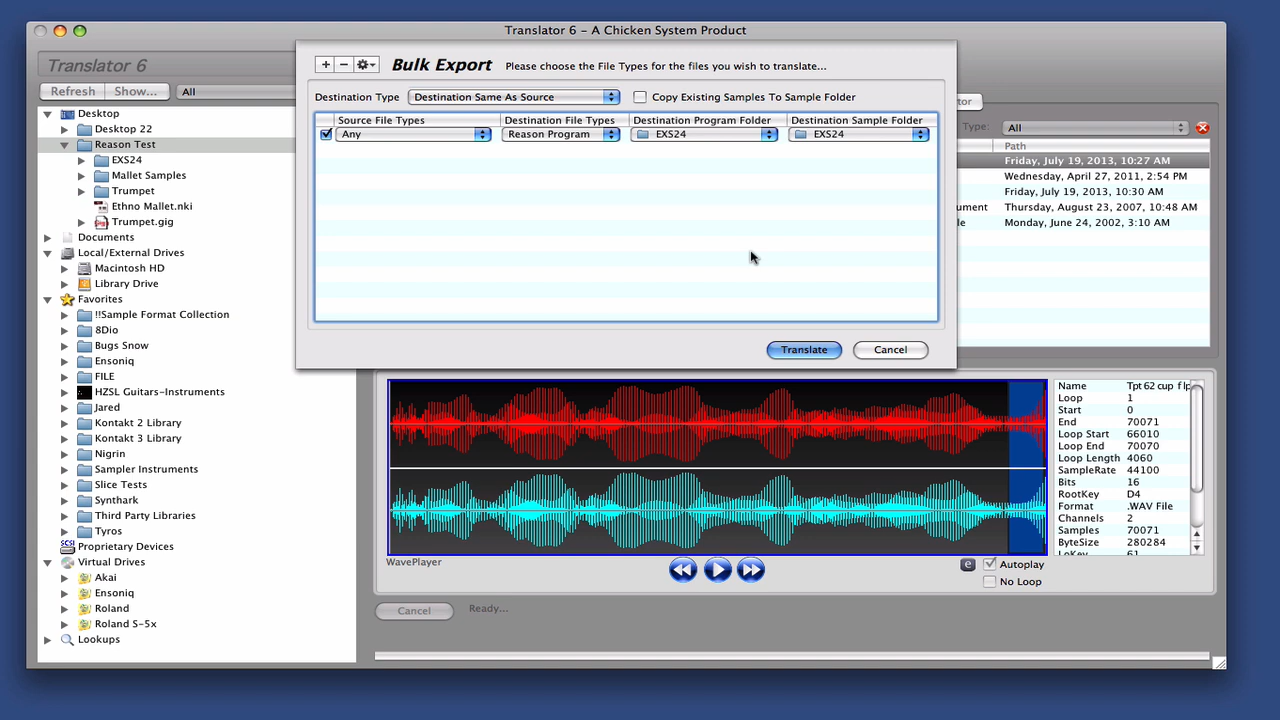 Translator 6 – A Chicken System Product
Translator 6
Refresh
Show...
All
Desktop
Desktop 22
Reason Test
EXS24
Mallet Samples
Trumpet
Ethno Mallet.nki
Trumpet.gig
Documents
Local/External Drives
Macintosh HD
Library Drive
Favorites
!!Sample Format Collection
8Dio
Bugs Snow
Ensoniq
FILE
HZSL Guitars-Instruments
Jared
Kontakt 2 Library
Kontakt 3 Library
Nigrin
Sampler Instruments
Slice Tests
Synthark
Third Party Libraries
Tyros
Proprietary Devices
Virtual Drives
Akai
Ensoniq
Roland
Roland S-5x
Lookups
+ − Bulk Export Please choose the File Types for the files you wish to translate...
Destination Type Destination Same As Source Copy Existing Samples To Sample Folder
Source File Types Destination File Types Destination Program Folder Destination Sample Folder
Any Reason Program EXS24 EXS24
Translate Cancel
tor
Type: All
Path
Friday, July 19, 2013, 10:27 AM
Wednesday, April 27, 2011, 2:54 PM
Friday, July 19, 2013, 10:30 AM
ument Thursday, August 23, 2007, 10:48 AM
le Monday, June 24, 2002, 3:10 AM
Name Tpt 62 cup f lp
Loop 1
Start 0
End 70071
Loop Start 66010
Loop End 70070
Loop Length 4060
SampleRate 44100
Bits 16
RootKey D4
Format .WAV File
Channels 2
Samples 70071
ByteSize 280284
LoKey 61
WavePlayer
e Autoplay
No Loop
Cancel Ready...